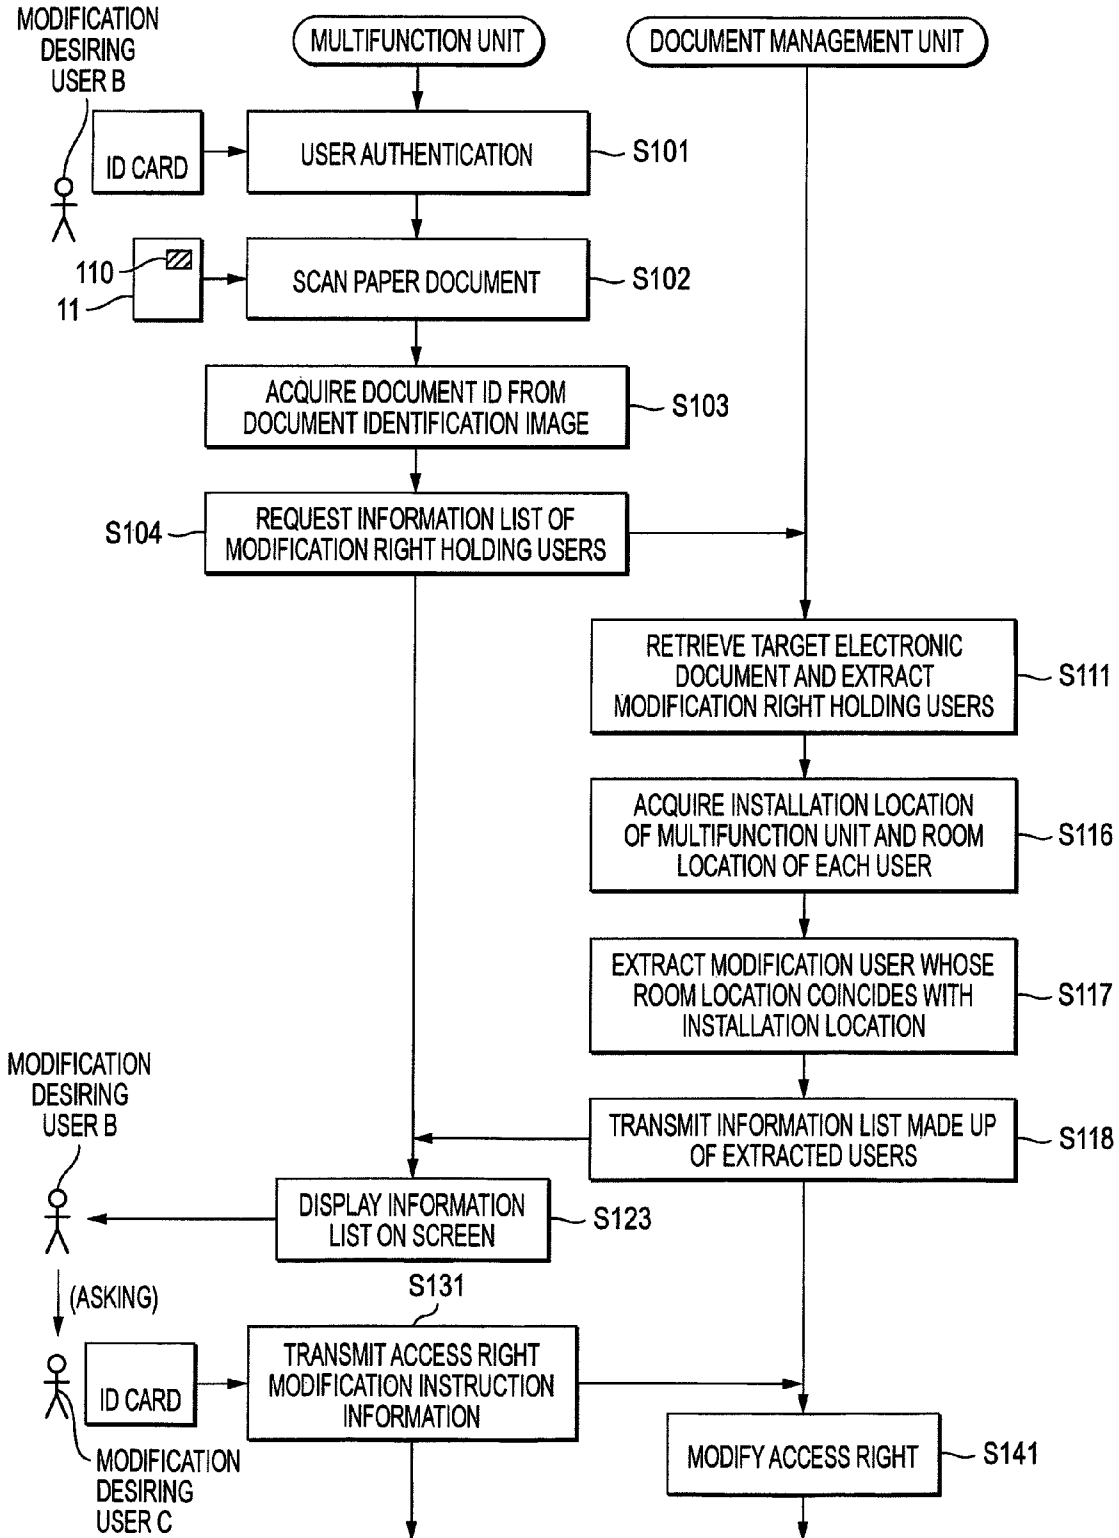 MODIFICATION
DESIRING
USER B
MULTIFUNCTION UNIT
DOCUMENT MANAGEMENT UNIT
ID CARD
USER AUTHENTICATION
S101
110
11
SCAN PAPER DOCUMENT
S102
ACQUIRE DOCUMENT ID FROM
DOCUMENT IDENTIFICATION IMAGE
S103
S104
REQUEST INFORMATION LIST OF
MODIFICATION RIGHT HOLDING USERS
RETRIEVE TARGET ELECTRONIC
DOCUMENT AND EXTRACT
MODIFICATION RIGHT HOLDING USERS
S111
ACQUIRE INSTALLATION LOCATION
OF MULTIFUNCTION UNIT AND ROOM
LOCATION OF EACH USER
S116
EXTRACT MODIFICATION USER WHOSE
ROOM LOCATION COINCIDES WITH
INSTALLATION LOCATION
S117
MODIFICATION
DESIRING
USER B
TRANSMIT INFORMATION LIST MADE UP
OF EXTRACTED USERS
S118
DISPLAY INFORMATION
LIST ON SCREEN
S123
(ASKING)
S131
ID CARD
TRANSMIT ACCESS RIGHT
MODIFICATION INSTRUCTION
INFORMATION
MODIFICATION
DESIRING
USER C
MODIFY ACCESS RIGHT
S141